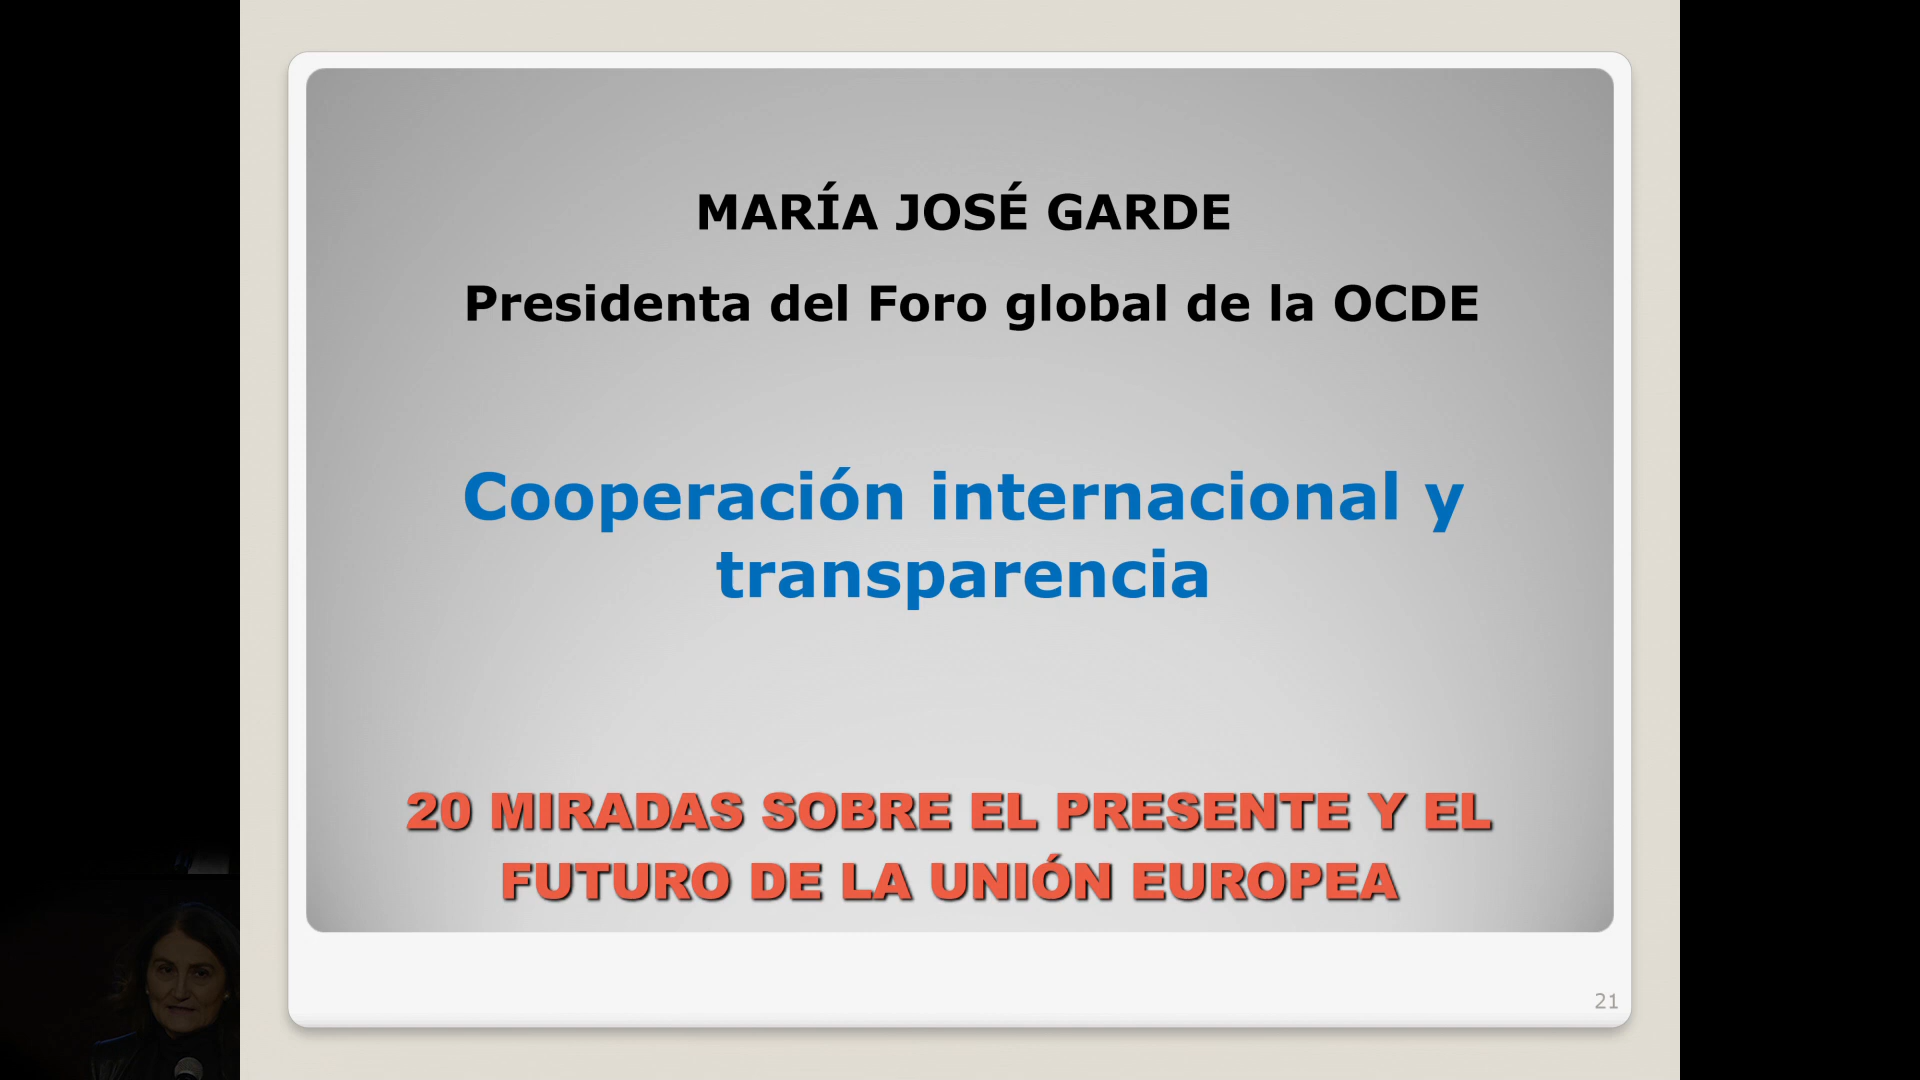 MARÍA JOSÉ GARDE
Presidenta del Foro global de la OCDE
Cooperación internacional y
transparencia
20 MIRADAS SOBRE EL PRESENTE Y EL
FUTURO DE LA UNIÓN EUROPEA
21